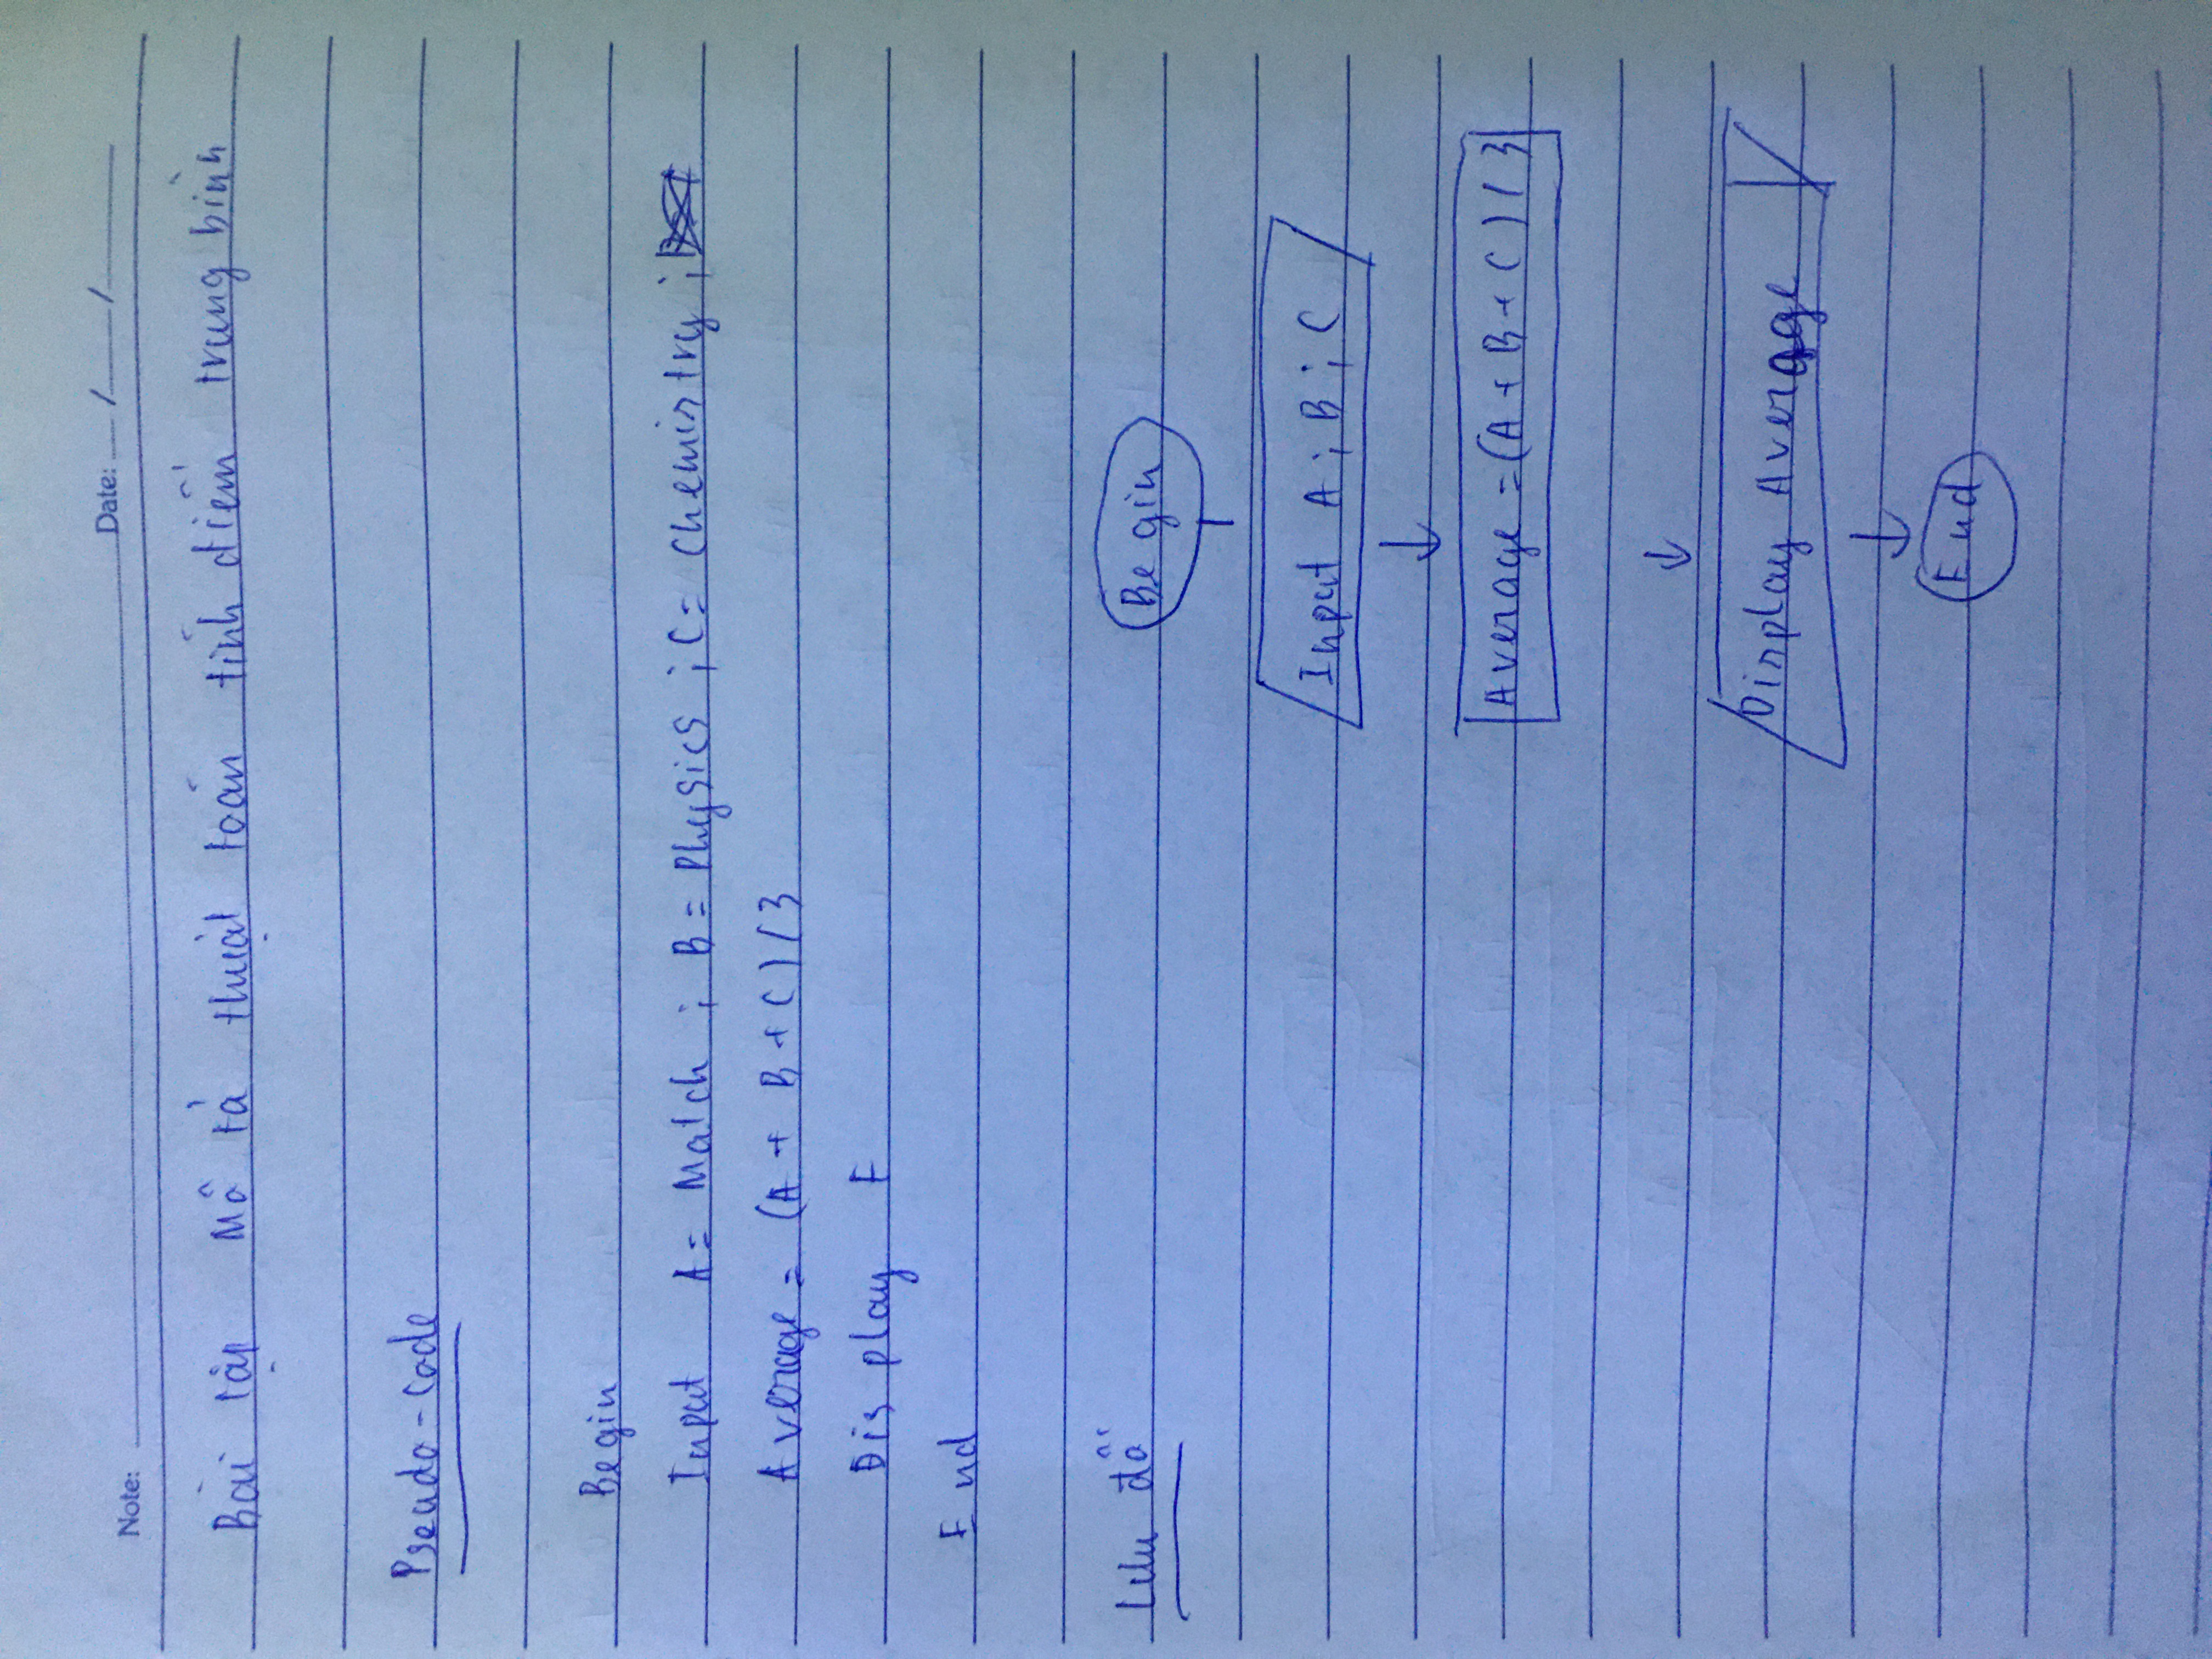 Note: Date: / /
Bài tập Mô tả thuật toán tính điểm trung bình
Pseudo-code
Begin
Input A = Match ; B = Physics ; C = Chemistry ;
Average = (A + B + C) / 3
Display E
End
Lưu đồ
Begin
Input A ; B ; C
Average = (A + B + C) / 3
Display Average
End